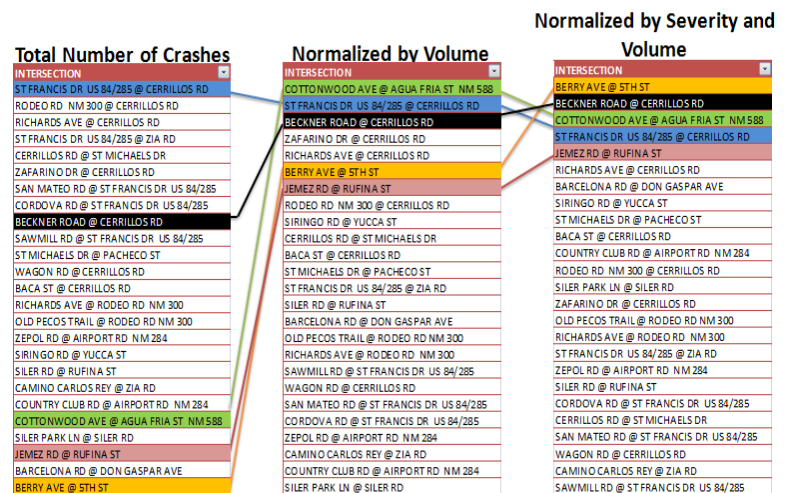 Total Number of Crashes
INTERSECTION
ST FRANCIS DR US 84/285 @ CERRILLOS RD
RODEO RD NM 300 @ CERRILLOS RD
RICHARDS AVE @ CERRILLOS RD
ST FRANCIS DR US 84/285 @ ZIA RD
CERRILLOS RD @ ST MICHAELS DR
ZAFARINO DR @ CERRILLOS RD
SAN MATEO RD @ ST FRANCIS DR US 84/285
CORDOVA RD @ ST FRANCIS DR US 84/285
BECKNER ROAD @ CERRILLOS RD
SAWMILL RD @ ST FRANCIS DR US 84/285
ST MICHAELS DR @ PACHECO ST
WAGON RD @ CERRILLOS RD
BACA ST @ CERRILLOS RD
RICHARDS AVE @ RODEO RD NM 300
OLD PECOS TRAIL @ RODEO RD NM 300
ZEPOL RD @ AIRPORT RD NM 284
SIRINGO RD @ YUCCA ST
SILER RD @ RUFINA ST
CAMINO CARLOS REY @ ZIA RD
COUNTRY CLUB RD @ AIRPORT RD NM 284
COTTONWOOD AVE @ AGUA FRIA ST NM 588
SILER PARK LN @ SILER RD
JEMEZ RD @ RUFINA ST
BARCELONA RD @ DON GASPAR AVE
BERRY AVE @ 5TH ST
Normalized by Volume
INTERSECTION
COTTONWOOD AVE @ AGUA FRIA ST NM 588
ST FRANCIS DR US 84/285 @ CERRILLOS RD
BECKNER ROAD @ CERRILLOS RD
ZAFARINO DR @ CERRILLOS RD
RICHARDS AVE @ CERRILLOS RD
BERRY AVE @ 5TH ST
JEMEZ RD @ RUFINA ST
RODEO RD NM 300 @ CERRILLOS RD
SIRINGO RD @ YUCCA ST
CERRILLOS RD @ ST MICHAELS DR
BACA ST @ CERRILLOS RD
ST MICHAELS DR @ PACHECO ST
ST FRANCIS DR US 84/285 @ ZIA RD
SILER RD @ RUFINA ST
BARCELONA RD @ DON GASPAR AVE
OLD PECOS TRAIL @ RODEO RD NM 300
RICHARDS AVE @ RODEO RD NM 300
SAWMILL RD @ ST FRANCIS DR US 84/285
WAGON RD @ CERRILLOS RD
SAN MATEO RD @ ST FRANCIS DR US 84/285
CORDOVA RD @ ST FRANCIS DR US 84/285
ZEPOL RD @ AIRPORT RD NM 284
CAMINO CARLOS REY @ ZIA RD
COUNTRY CLUB RD @ AIRPORT RD NM 284
SILER PARK LN @ SILER RD
Normalized by Severity and
Volume
INTERSECTION
BERRY AVE @ 5TH ST
BECKNER ROAD @ CERRILLOS RD
COTTONWOOD AVE @ AGUA FRIA ST NM 588
ST FRANCIS DR US 84/285 @ CERRILLOS RD
JEMEZ RD @ RUFINA ST
RICHARDS AVE @ CERRILLOS RD
BARCELONA RD @ DON GASPAR AVE
SIRINGO RD @ YUCCA ST
ST MICHAELS DR @ PACHECO ST
BACA ST @ CERRILLOS RD
COUNTRY CLUB RD @ AIRPORT RD NM 284
RODEO RD NM 300 @ CERRILLOS RD
SILER PARK LN @ SILER RD
ZAFARINO DR @ CERRILLOS RD
OLD PECOS TRAIL @ RODEO RD NM 300
RICHARDS AVE @ RODEO RD NM 300
ST FRANCIS DR US 84/285 @ ZIA RD
ZEPOL RD @ AIRPORT RD NM 284
SILER RD @ RUFINA ST
CORDOVA RD @ ST FRANCIS DR US 84/285
CERRILLOS RD @ ST MICHAELS DR
SAN MATEO RD @ ST FRANCIS DR US 84/285
WAGON RD @ CERRILLOS RD
CAMINO CARLOS REY @ ZIA RD
SAWMILL RD @ ST FRANCIS DR US 84/285